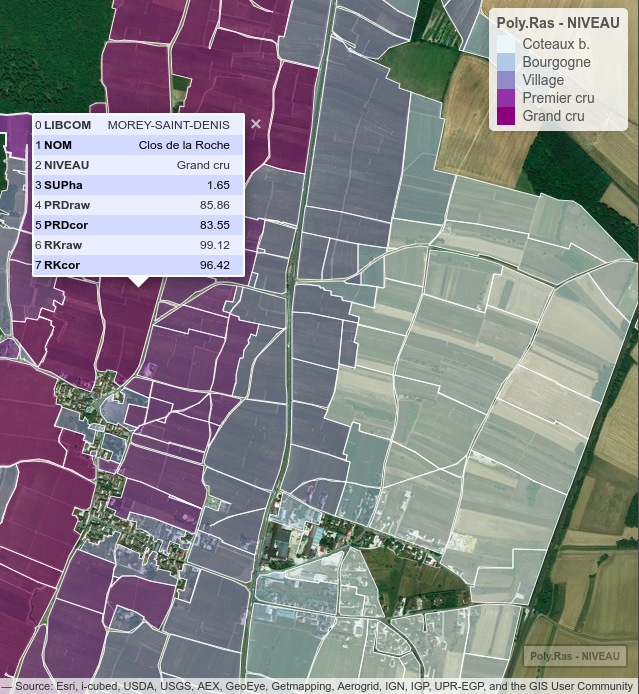 Poly.Ras - NIVEAU
Coteaux b.
Bourgogne
Village
Premier cru
Grand cru
0 LIBCOM MOREY-SAINT-DENIS
1 NOM Clos de la Roche
2 NIVEAU Grand cru
3 SUPha 1.65
4 PRDraw 85.86
5 PRDcor 83.55
6 RKraw 99.12
7 RKcor 96.42
Poly.Ras - NIVEAU
— Source: Esri, i-cubed, USDA, USGS, AEX, GeoEye, Getmapping, Aerogrid, IGN, IGP, UPR-EGP, and the GIS User Community